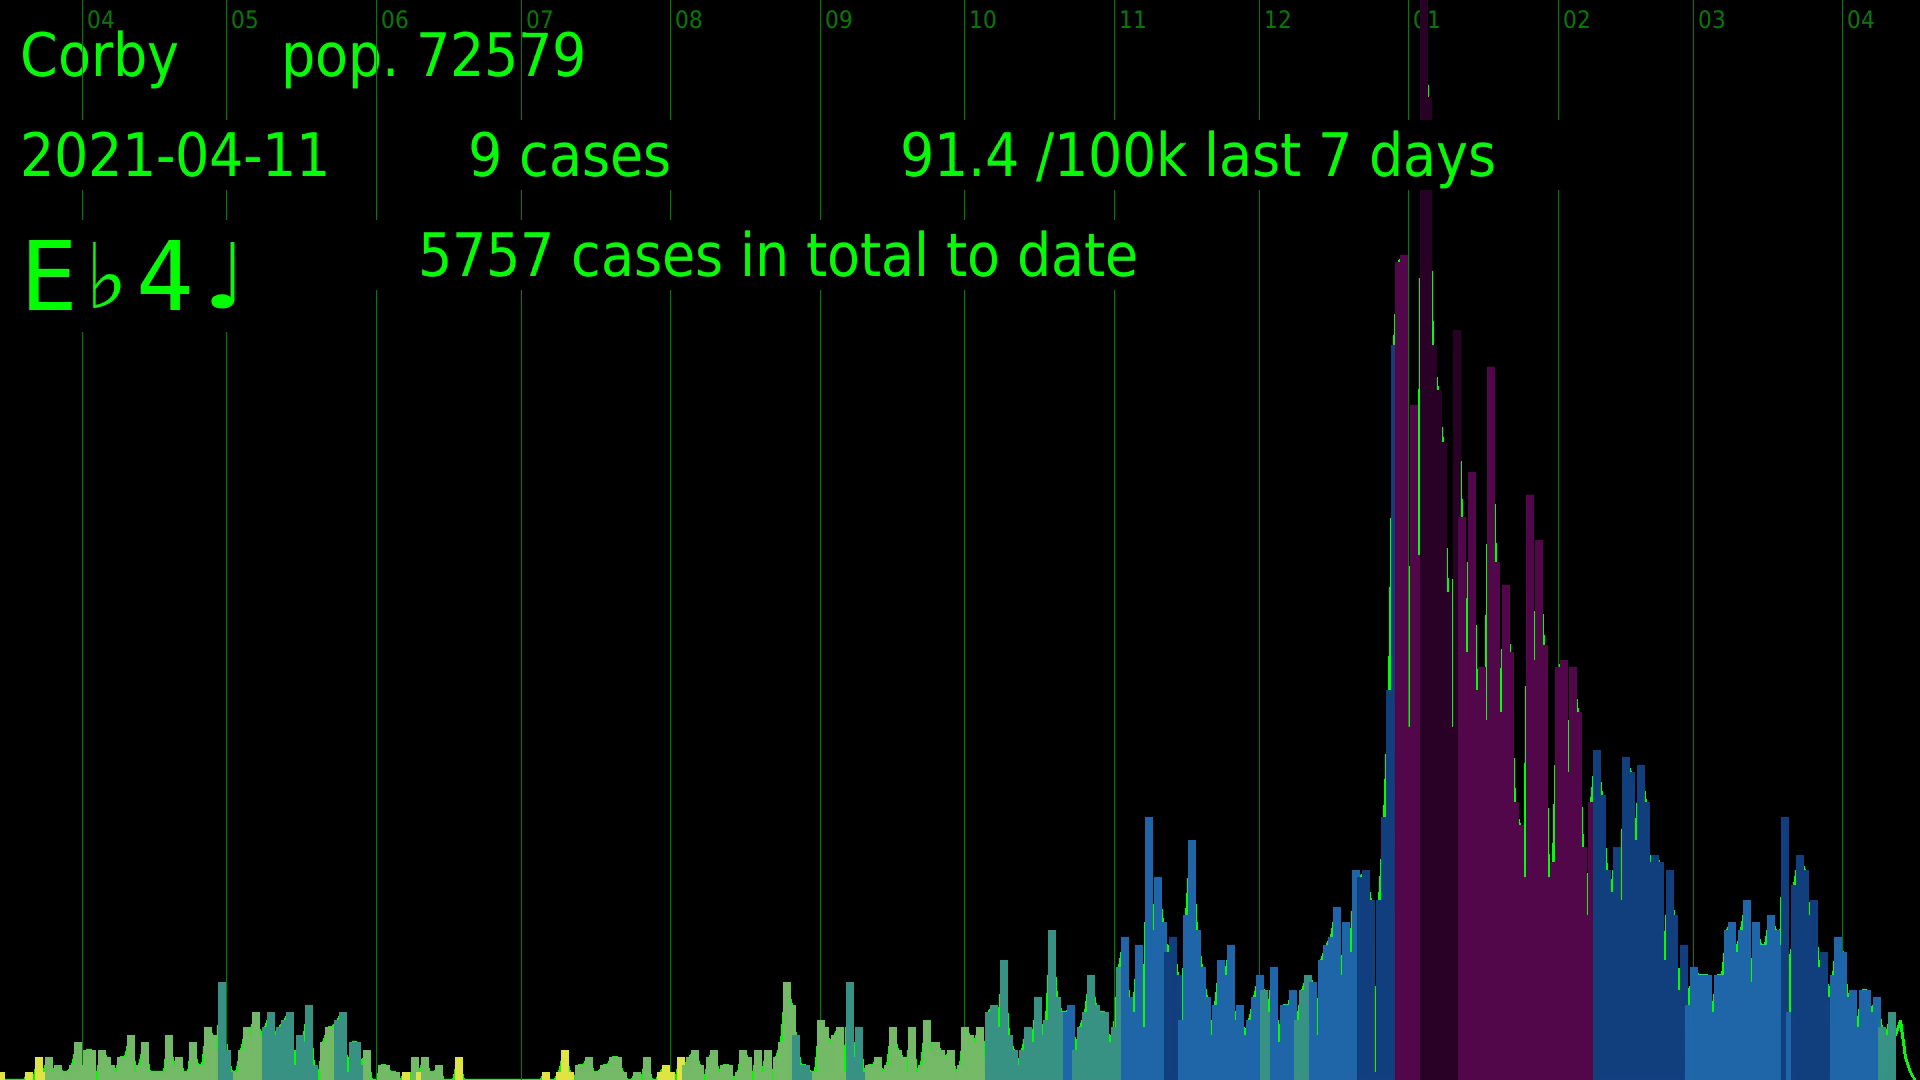 04 05 06 07 08 09 10 11 12 01 02 03 04
Corby pop. 72579
2021-04-11 9 cases 91.4 /100k last 7 days
E♭4♩ 5757 cases in total to date